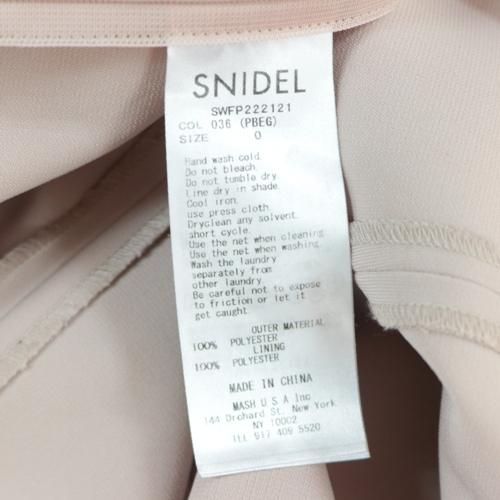 SNIDEL
SWFP222121
COL 036 (PBEG)
SIZE 0
Hand wash cold.
Do not bleach.
Do not tumble dry.
Line dry in shade.
Cool iron.
use press cloth.
Dryclean any solvent.
short cycle.
Use the net when cleaning.
Use the net when washing.
Wash the laundry
separately from
other laundry
Be careful not to expose
to friction or let it
get caught.
OUTER MATERIAL
100% POLYESTER
LINING
100% POLYESTER
MADE IN CHINA
MASH U S A Inc
144 Orchard St. New York
NY 10002
TEL 917 409 5520